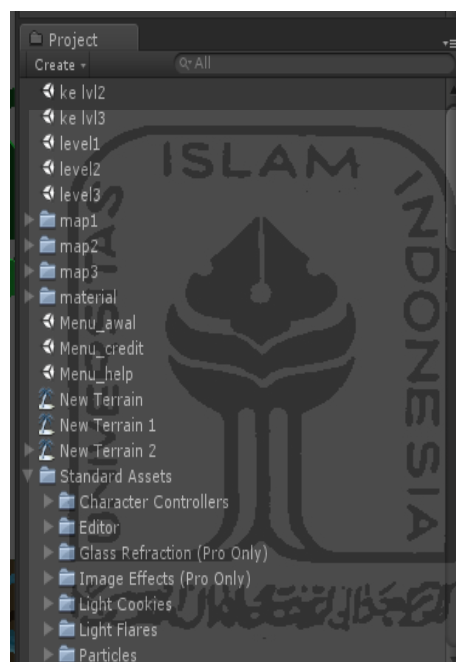 Project
Create
All
ke lvl2
ke lvl3
level1
level2
level3
map1
map2
map3
material
Menu_awal
Menu_credit
Menu_help
New Terrain
New Terrain 1
New Terrain 2
Standard Assets
Character Controllers
Editor
Glass Refraction (Pro Only)
Image Effects (Pro Only)
Light Cookies
Light Flares
Particles
UNIVERSITAS
ISLAM
INDONESIA